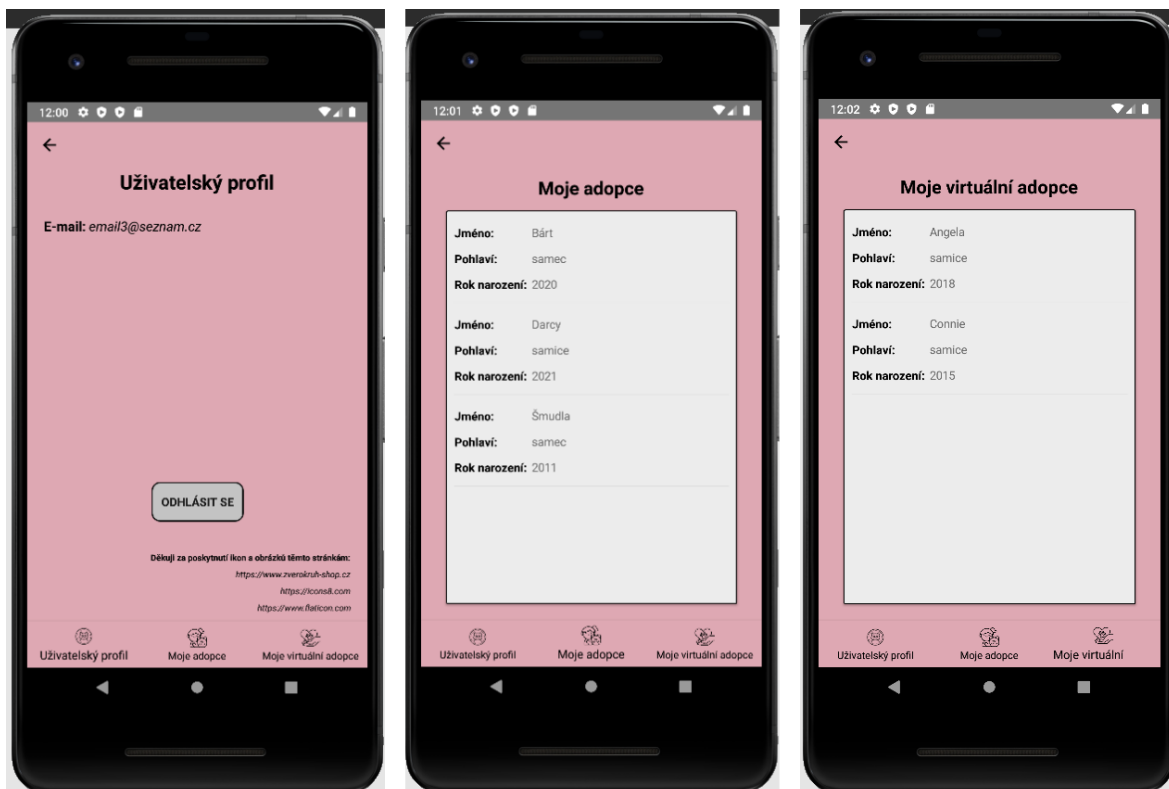 12:00
Uživatelský profil
E-mail: email3@seznam.cz
ODHLÁSIT SE
Děkuji za poskytnutí ikon a obrázků těmto stránkám:
https://www.zverokruh-shop.cz
https://icons8.com
https://www.flaticon.com
Uživatelský profil Moje adopce Moje virtuální adopce
12:01
Moje adopce
Jméno: Bárt
Pohlaví: samec
Rok narození: 2020
Jméno: Darcy
Pohlaví: samice
Rok narození: 2021
Jméno: Šmudla
Pohlaví: samec
Rok narození: 2011
Uživatelský profil Moje adopce Moje virtuální adopce
12:02
Moje virtuální adopce
Jméno: Angela
Pohlaví: samice
Rok narození: 2018
Jméno: Connie
Pohlaví: samice
Rok narození: 2015
Uživatelský profil Moje adopce Moje virtuální